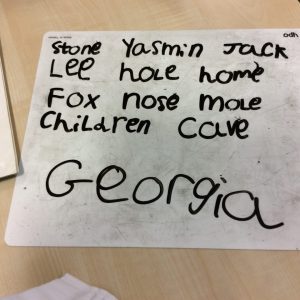 Stone Yasmin Jack
Lee hole home
Fox nose mole
Children Cave
Georgia